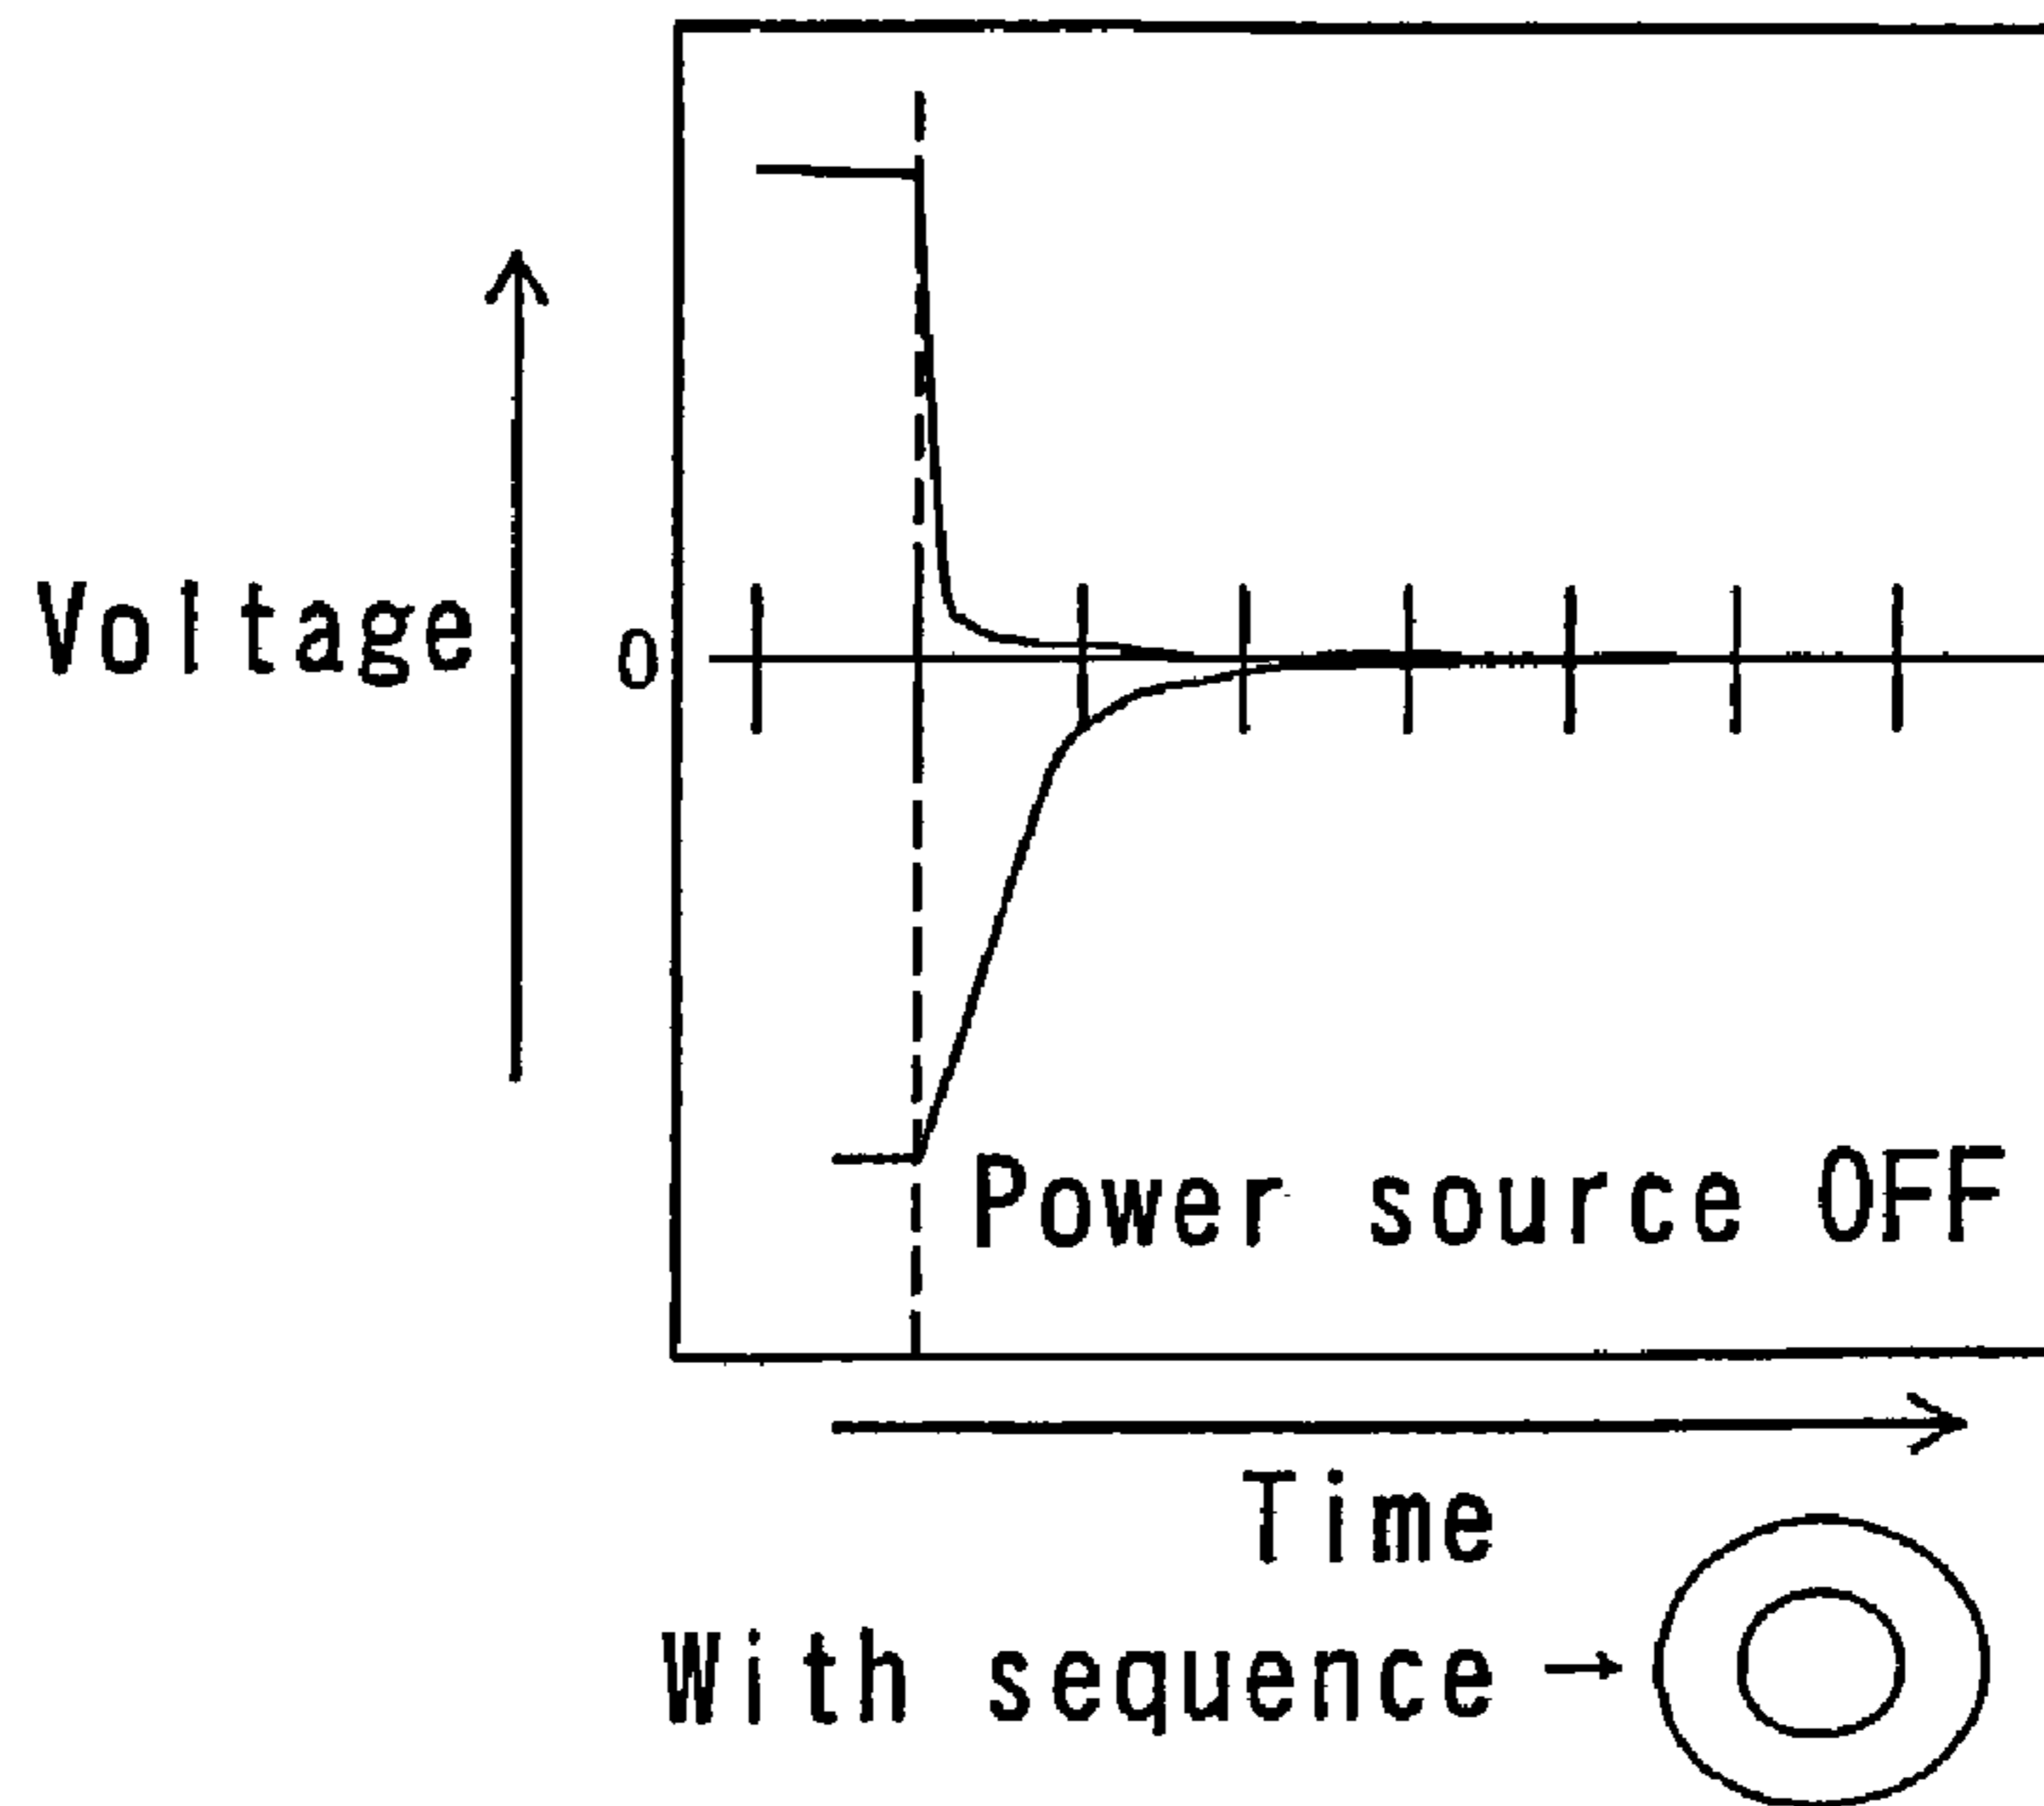 Voltage
0
Power source OFF
Time
With sequence →